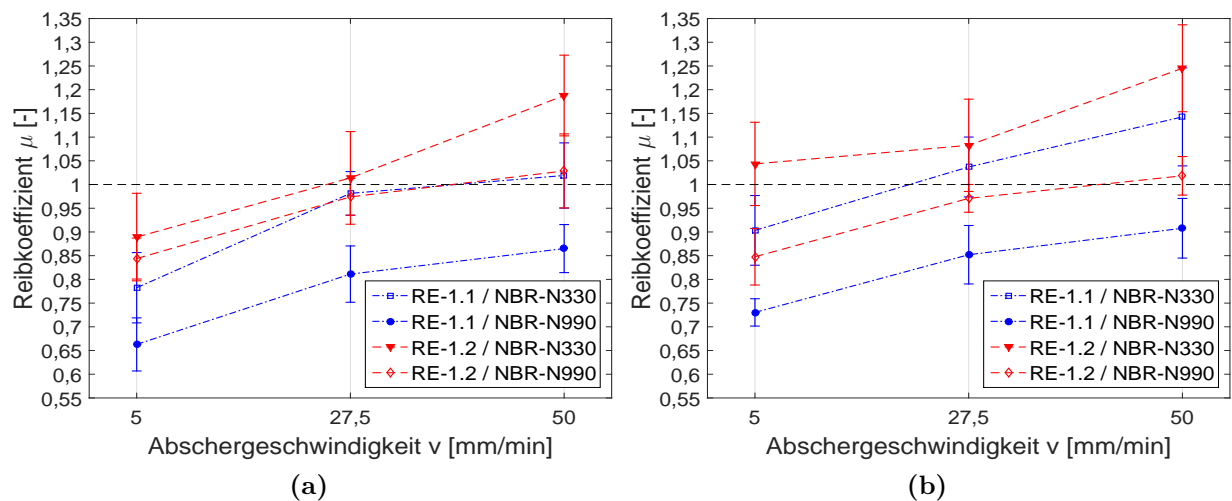 1,35
1,3
1,25
1,2
1,15
1,1
1,05
1
0,95
0,9
0,85
0,8
0,75
0,7
0,65
0,6
0,55
Reibkoeffizient μ [-]
RE-1.1 / NBR-N330
RE-1.1 / NBR-N990
RE-1.2 / NBR-N330
RE-1.2 / NBR-N990
5 27,5 50
Abschergeschwindigkeit v [mm/min]
(a)
1,35
1,3
1,25
1,2
1,15
1,1
1,05
1
0,95
0,9
0,85
0,8
0,75
0,7
0,65
0,6
0,55
Reibkoeffizient μ [-]
RE-1.1 / NBR-N330
RE-1.1 / NBR-N990
RE-1.2 / NBR-N330
RE-1.2 / NBR-N990
5 27,5 50
Abschergeschwindigkeit v [mm/min]
(b)